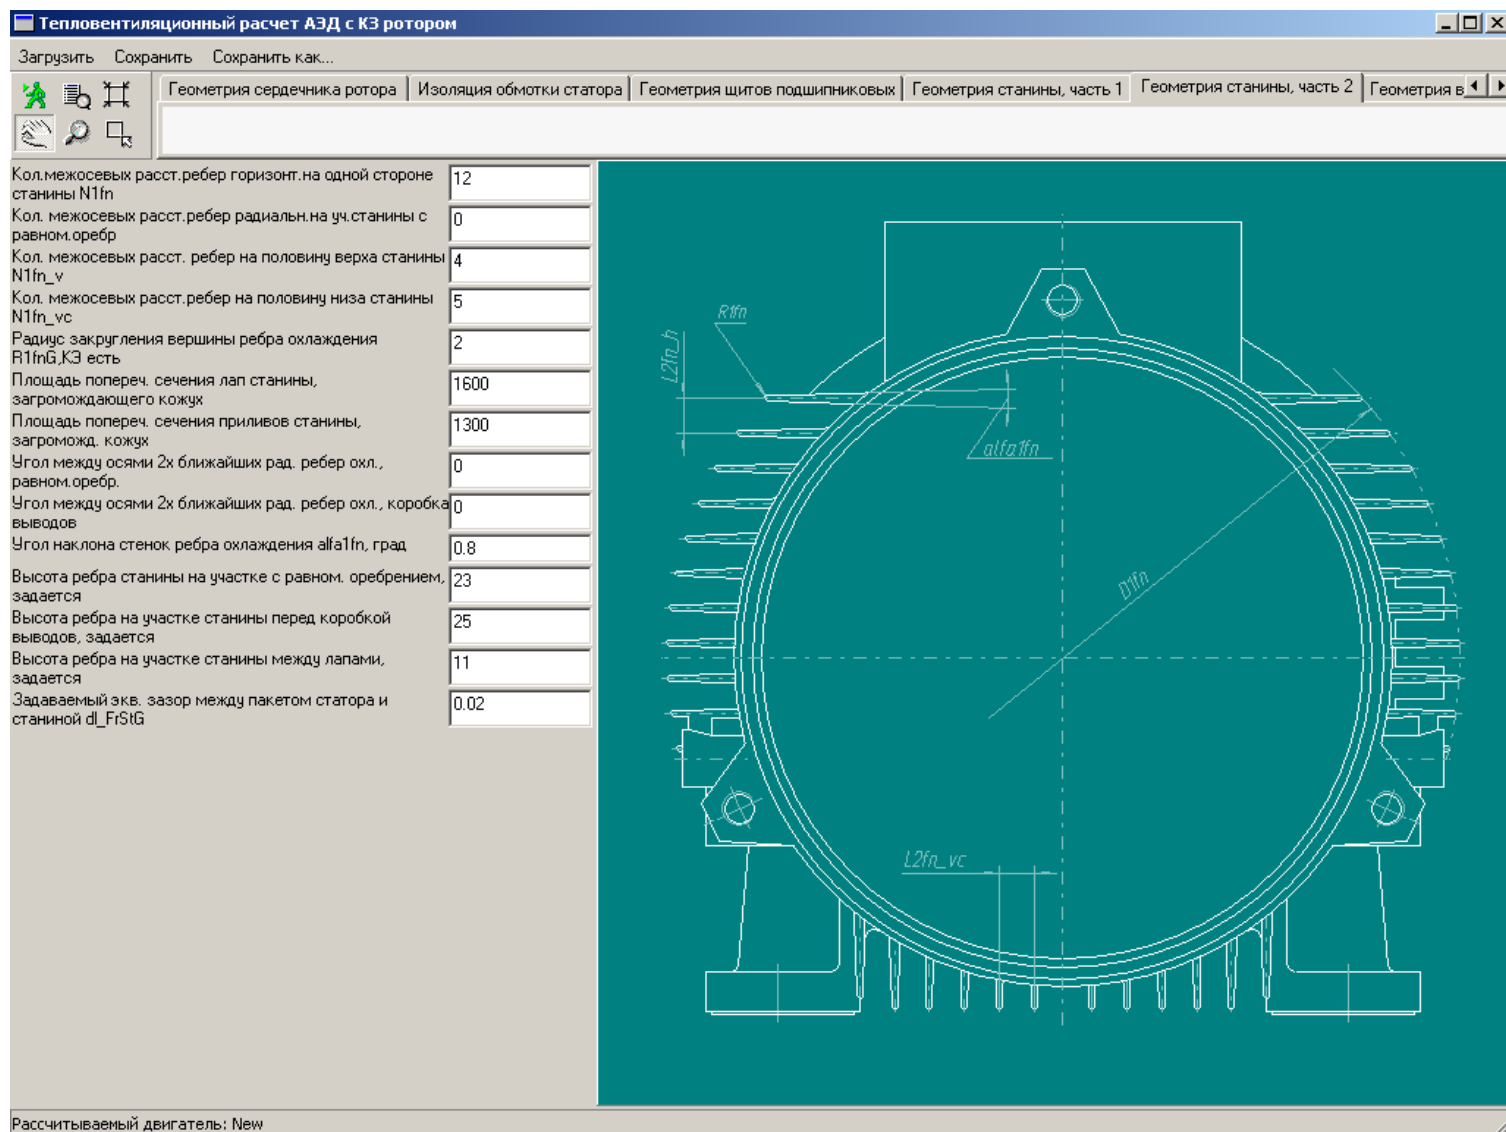 Тепловентиляционный расчет АЭД с КЗ ротором
Загрузить Сохранить Сохранить как...
Геометрия сердечника ротора Изоляция обмотки статора Геометрия щитов подшипниковых Геометрия станины, часть 1 Геометрия станины, часть 2 Геометрия в
Кол.межосевых расст.ребер горизонт.на одной стороне
станины N1fn
12
Кол. межосевых расст.ребер радиальн.на уч.станины с
равном.оребр
0
Кол. межосевых расст. ребер на половину верха станины
N1fn_v
4
Кол. межосевых расст.ребер на половину низа станины
N1fn_vc
5
Радиус закругления вершины ребра охлаждения
R1fnG,КЭ есть
2
Площадь попереч. сечения лап станины,
загромождающего кожух
1600
Площадь попереч. сечения приливов станины,
загроможд. кожух
1300
Угол между осями 2х ближайших рад. ребер охл.,
равном.оребр.
0
Угол между осями 2х ближайших рад. ребер охл., коробка
выводов
0
Угол наклона стенок ребра охлаждения alfa1fn, град
0.8
Высота ребра станины на участке с равном. оребрением,
задается
23
Высота ребра на участке станины перед коробкой
выводов, задается
25
Высота ребра на участке станины между лапами,
задается
11
Задаваемый экв. зазор между пакетом статора и
станиной dl_FrStG
0.02
R1fn
L2fn_h
alfa1fn
D1fn
L2fn_vc
Рассчитываемый двигатель: New